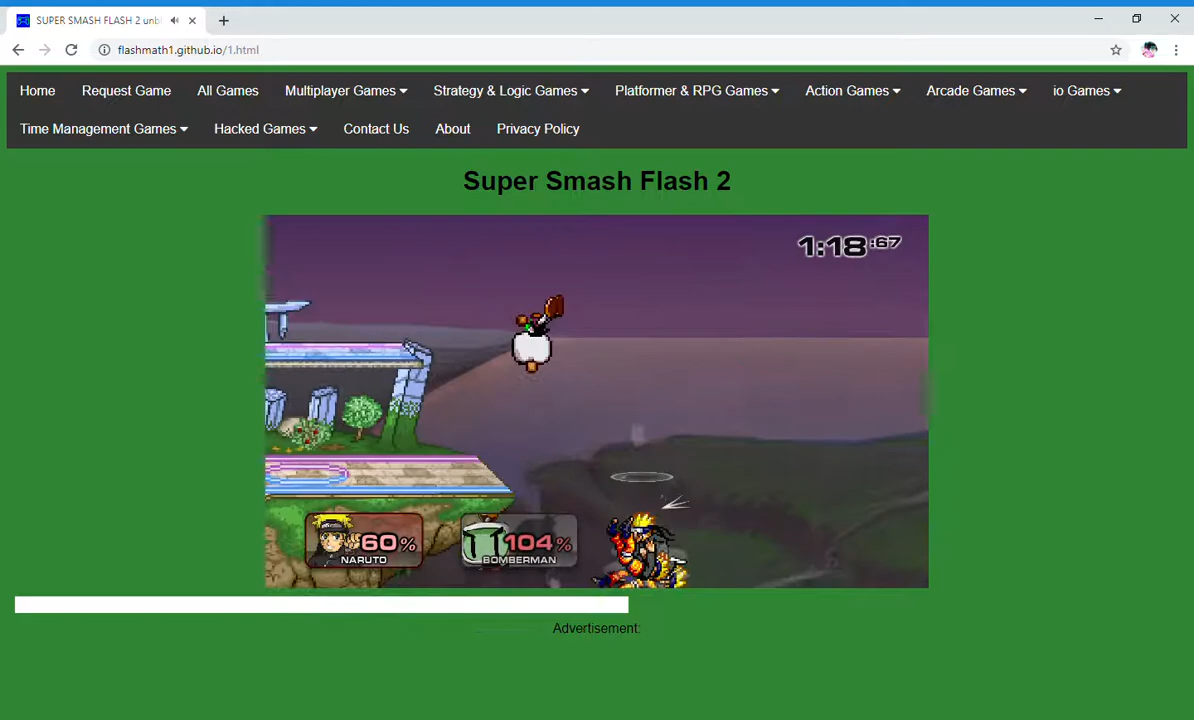 SUPER SMASH FLASH 2 unbl
flashmath1.github.io/1.html
Home Request Game All Games Multiplayer Games Strategy & Logic Games Platformer & RPG Games Action Games Arcade Games io Games
Time Management Games Hacked Games Contact Us About Privacy Policy
Super Smash Flash 2
1:18:67
60% 104%
NARUTO BOMBERMAN
Advertisement: